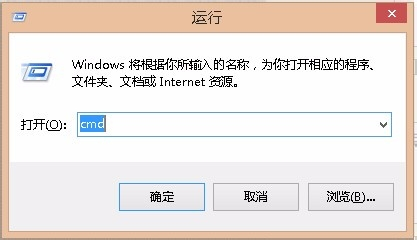 运行
Windows 将根据你所输入的名称，为你打开相应的程序、
文件夹、文档或 Internet 资源。
打开(O): cmd
确定 取消 浏览(B)...